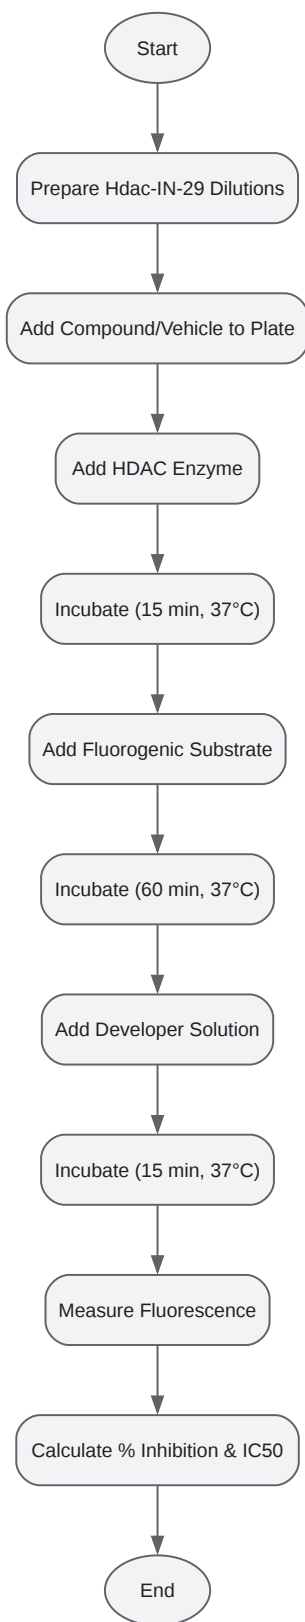 Start
Prepare Hdac-IN-29 Dilutions
Add Compound/Vehicle to Plate
Add HDAC Enzyme
Incubate (15 min, 37°C)
Add Fluorogenic Substrate
Incubate (60 min, 37°C)
Add Developer Solution
Incubate (15 min, 37°C)
Measure Fluorescence
Calculate % Inhibition & IC50
End